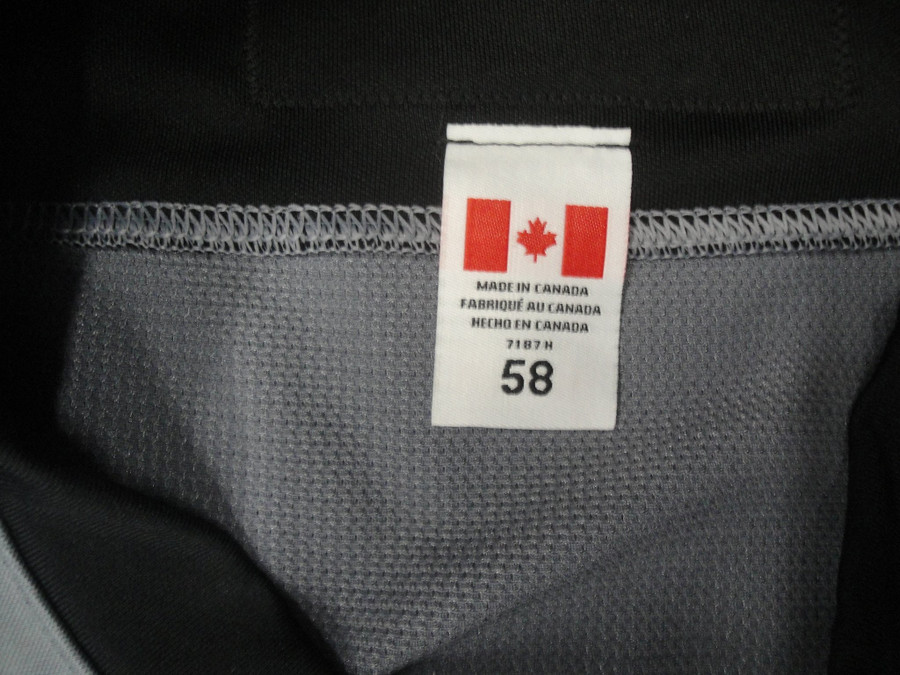 MADE IN CANADA
FABRIQUÉ AU CANADA
HECHO EN CANADA
7187 H
58